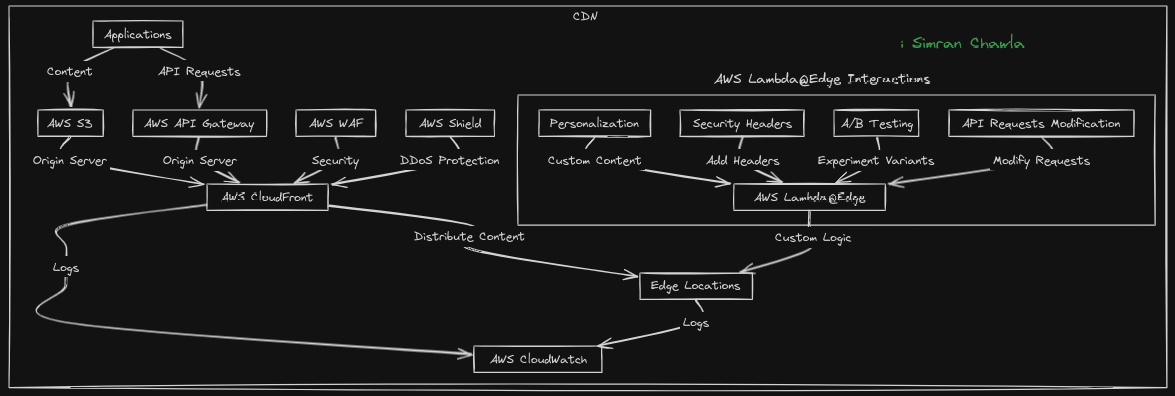 CDN
Applications
: Simran Chawla
Content
API Requests
AWS Lambda@Edge Interactions
AWS S3
AWS API Gateway
AWS WAF
AWS Shield
Personalization
Security Headers
A/B Testing
API Requests Modification
Origin Server
Origin Server
Security
DDoS Protection
Custom Content
Add Headers
Experiment Variants
Modify Requests
AWS CloudFront
AWS Lambda@Edge
Distribute Content
Custom Logic
Logs
Edge Locations
Logs
AWS CloudWatch